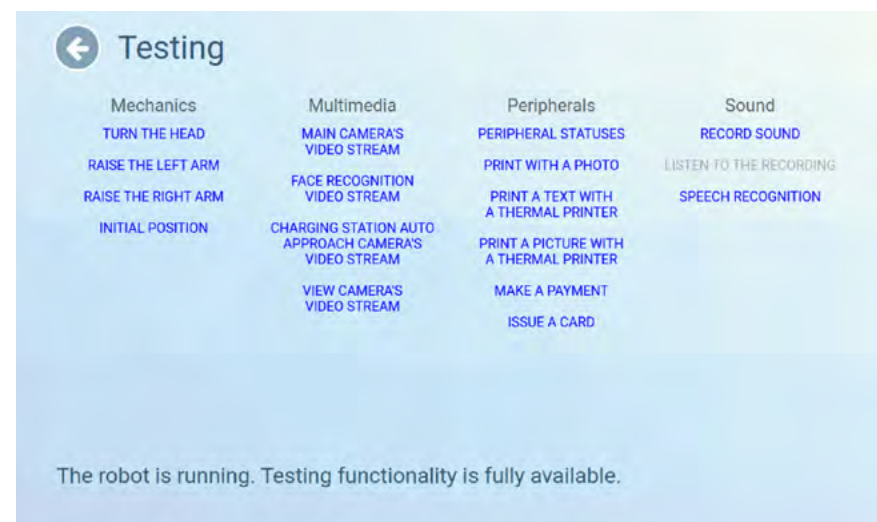 Testing
Mechanics
TURN THE HEAD
RAISE THE LEFT ARM
RAISE THE RIGHT ARM
INITIAL POSITION
Multimedia
MAIN CAMERA'S
VIDEO STREAM
FACE RECOGNITION
VIDEO STREAM
CHARGING STATION AUTO
APPROACH CAMERA'S
VIDEO STREAM
VIEW CAMERA'S
VIDEO STREAM
Peripherals
PERIPHERAL STATUSES
PRINT WITH A PHOTO
PRINT A TEXT WITH
A THERMAL PRINTER
PRINT A PICTURE WITH
A THERMAL PRINTER
MAKE A PAYMENT
ISSUE A CARD
Sound
RECORD SOUND
LISTEN TO THE RECORDING
SPEECH RECOGNITION
The robot is running. Testing functionality is fully available.